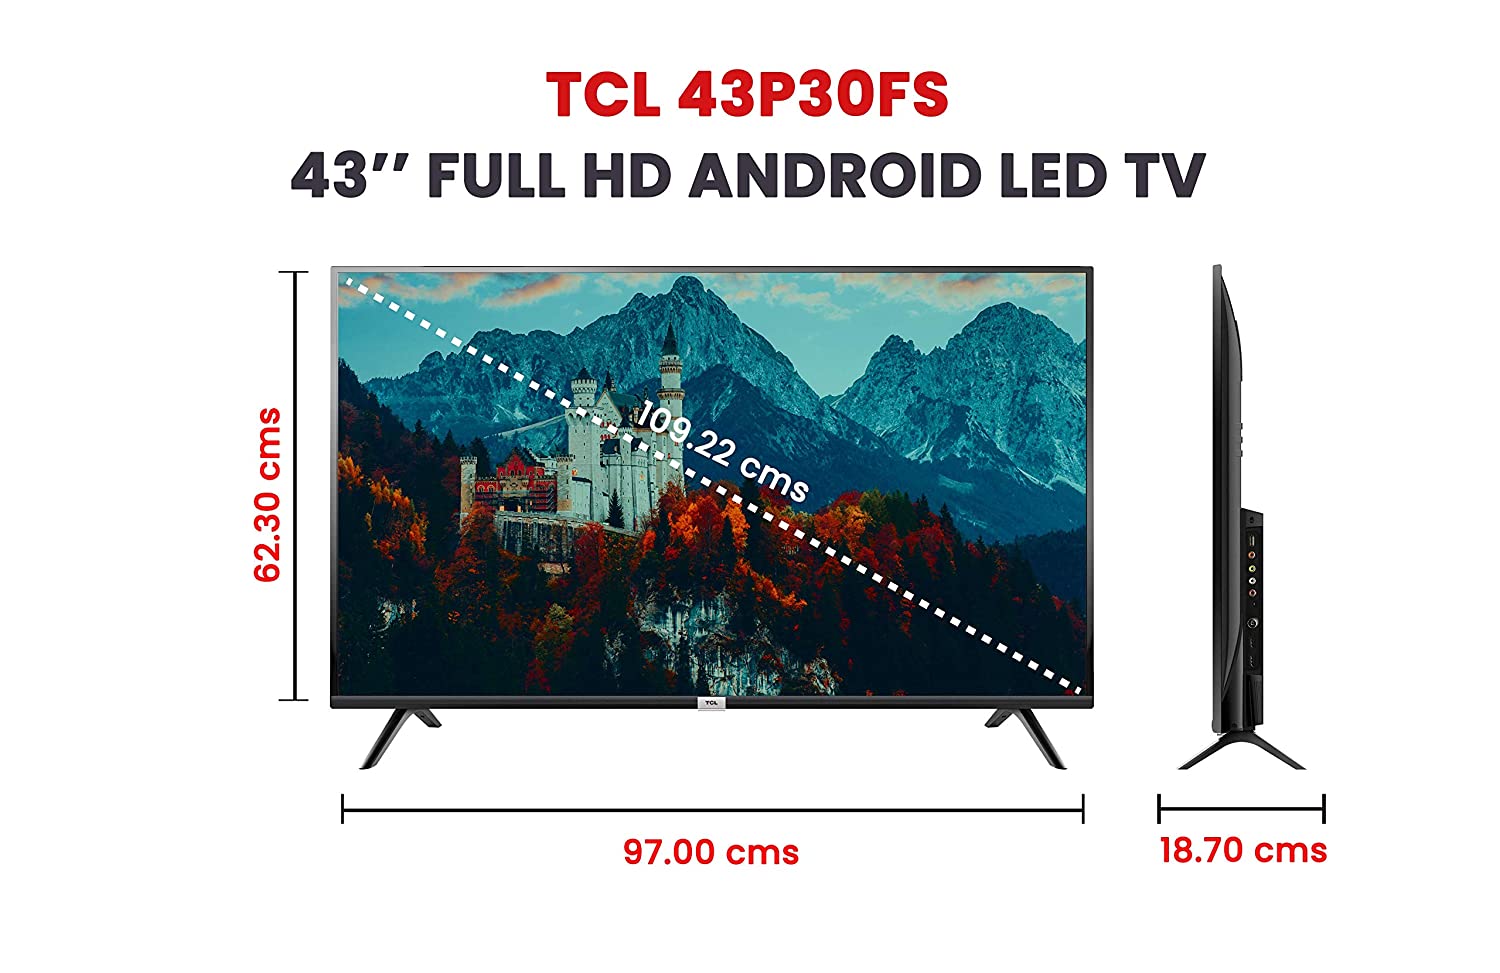 TCL 43P30FS
43’’ FULL HD ANDROID LED TV
62.30 cms
109.22 cms
TCL
97.00 cms
18.70 cms